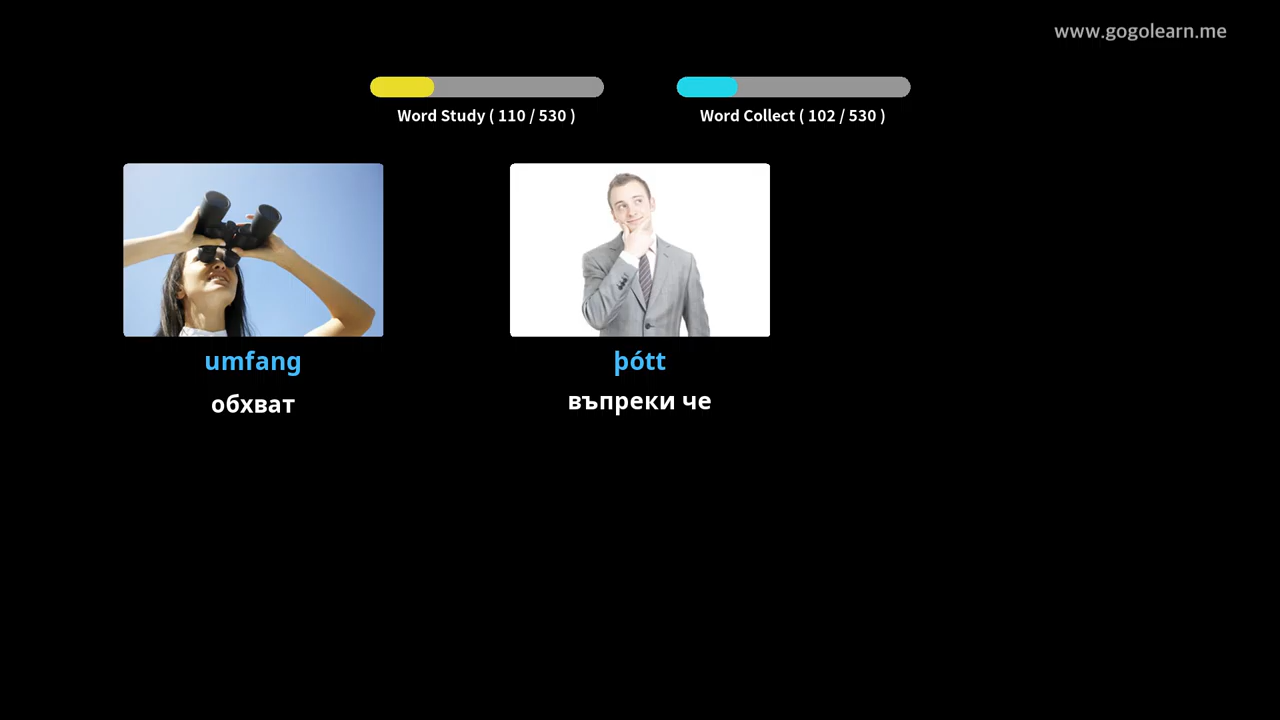 www.gogolearn.me
Word Study ( 110 / 530 )
Word Collect ( 102 / 530 )
umfang
þótt
обхват
въпреки че